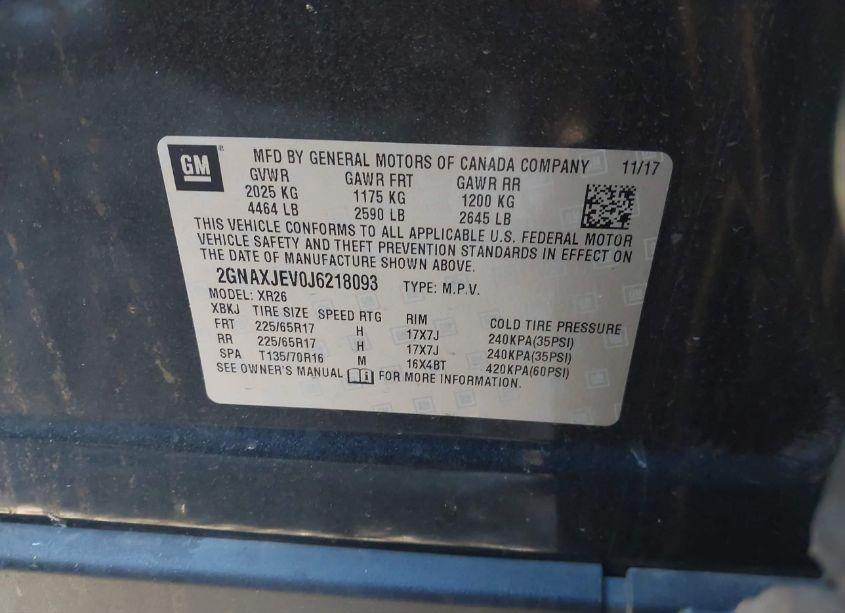 GM ®
MFD BY GENERAL MOTORS OF CANADA COMPANY 11/17
GVWR GAWR FRT GAWR RR
2025 KG 1175 KG 1200 KG
4464 LB 2590 LB 2645 LB
THIS VEHICLE CONFORMS TO ALL APPLICABLE U.S. FEDERAL MOTOR
VEHICLE SAFETY AND THEFT PREVENTION STANDARDS IN EFFECT ON
THE DATE OF MANUFACTURE SHOWN ABOVE.
2GNAXJEV0J6218093 TYPE: M.P.V.
MODEL: XR26
XBKJ TIRE SIZE SPEED RTG RIM COLD TIRE PRESSURE
FRT 225/65R17 H 17X7J 240KPA(35PSI)
RR 225/65R17 H 17X7J 240KPA(35PSI)
SPA T135/70R16 M 16X4BT 420KPA(60PSI)
SEE OWNER'S MANUAL FOR MORE INFORMATION.